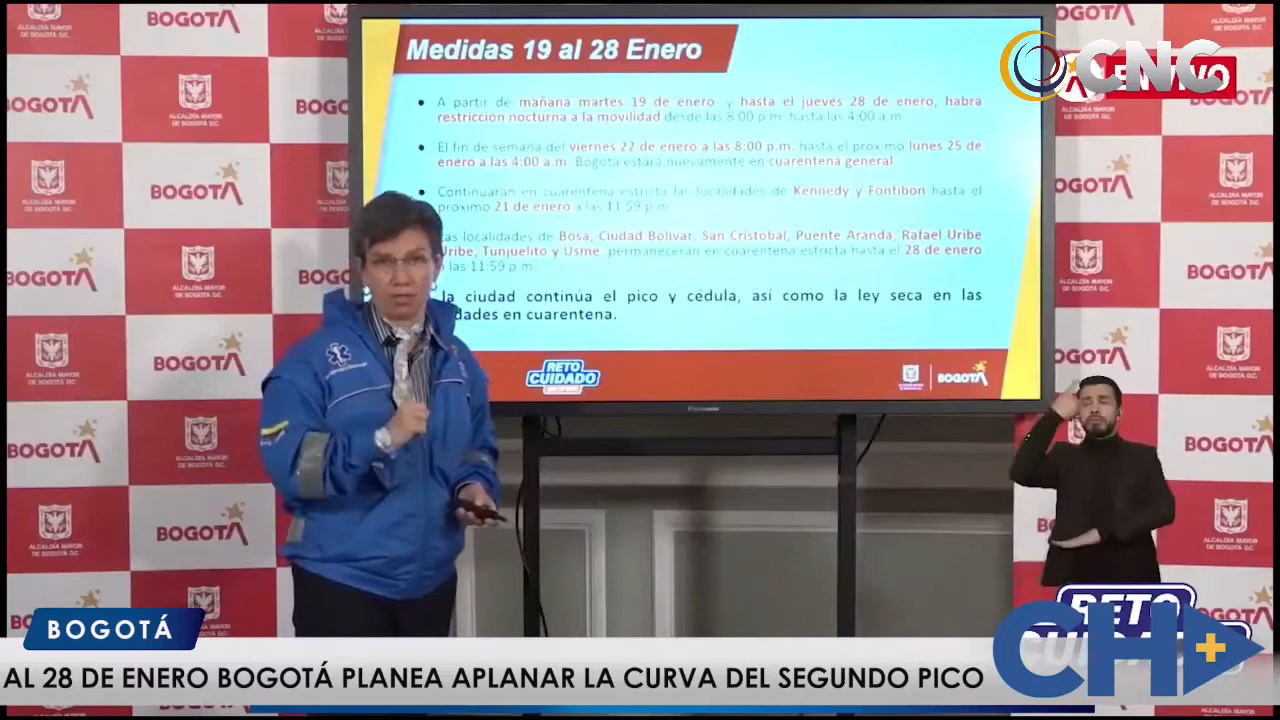 Medidas 19 al 28 Enero
CNC
EN VIVO
A partir de mañana martes 19 de enero y hasta el jueves 28 de enero, habrá
restricción nocturna a la movilidad desde las 8:00 p.m. hasta las 4:00
El fin de semana del viernes 22 de enero a las 8:00 p.m. hasta el próximo lunes 25 de
enero a las 4:00 a.m. Bogotá estará nuevamente en cuarentena general
Continuarán en cuarentena estricta las localidades de Kennedy y Fontibón hasta el
próximo 21 de enero a las 11:59 p.m.
Las localidades de Bosa, Ciudad Bolívar, San Cristóbal, Puente Aranda, Rafael Uribe
Uribe, Tunjuelito y Usme, permanecerán en cuarentena estricta hasta el 28 de enero
a las 11:59 p.m
la ciudad continúa el pico y cédula, así como la ley seca en las
dades en cuarentena.
RETO
CUIDADO
ALCALDÍA MAYOR
DE BOGOTÁ D.C.
BOGOTÁ
Panasonic
BOGOTÁ
AL 28 DE ENERO BOGOTÁ PLANEA APLANAR LA CURVA DEL SEGUNDO PICO
CH+